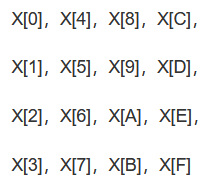 X[0], X[4], X[8], X[C],
X[1], X[5], X[9], X[D],
X[2], X[6], X[A], X[E],
X[3], X[7], X[B], X[F]